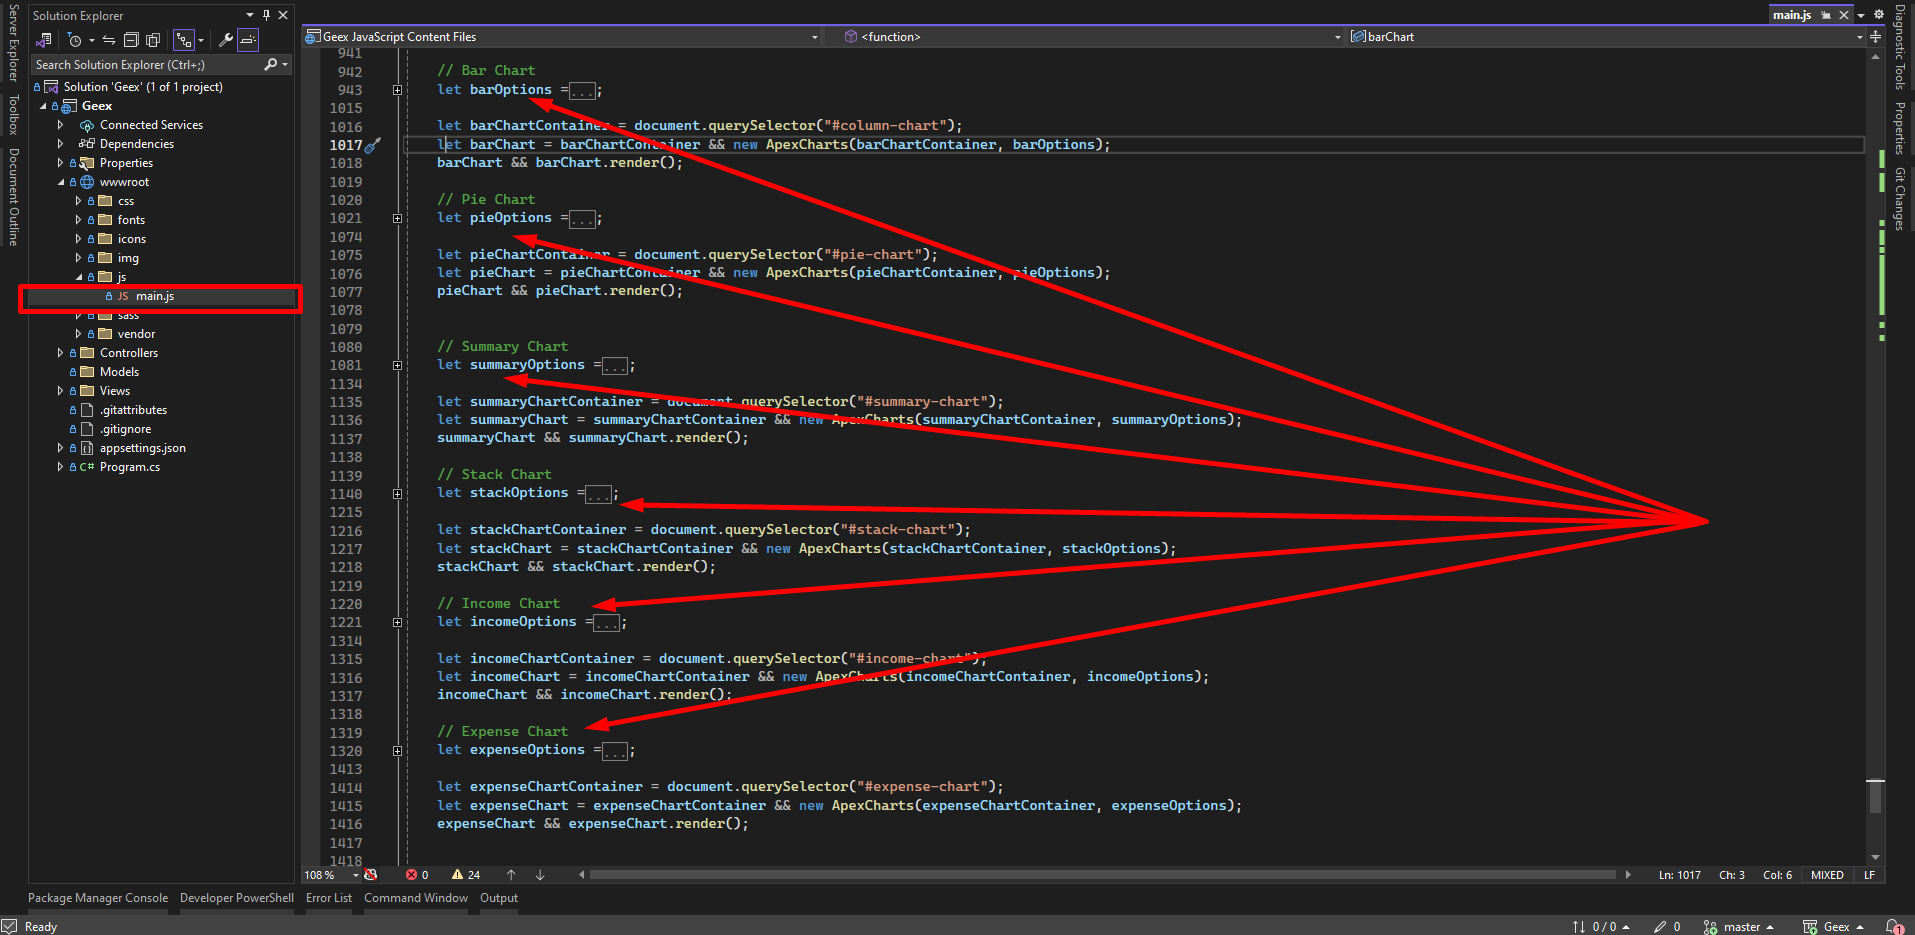 Server Explorer
Toolbox
Document Outline
Solution Explorer
Search Solution Explorer (Ctrl+;)
Solution 'Geex' (1 of 1 project)
Geex
Connected Services
Dependencies
Properties
wwwroot
css
fonts
icons
img
js
JS main.js
sass
vendor
Controllers
Models
Views
.gitattributes
.gitignore
appsettings.json
C# Program.cs
main.js
Geex JavaScript Content Files
<function>
barChart
941
942 // Bar Chart
943 let barOptions =...;
1015
1016 let barChartContainer = document.querySelector("#column-chart");
1017 let barChart = barChartContainer && new ApexCharts(barChartContainer, barOptions);
1018 barChart && barChart.render();
1019
1020 // Pie Chart
1021 let pieOptions =...;
1074
1075 let pieChartContainer = document.querySelector("#pie-chart");
1076 let pieChart = pieChartContainer && new ApexCharts(pieChartContainer, pieOptions);
1077 pieChart && pieChart.render();
1078
1079
1080 // Summary Chart
1081 let summaryOptions =...;
1134
1135 let summaryChartContainer = document.querySelector("#summary-chart");
1136 let summaryChart = summaryChartContainer && new ApexCharts(summaryChartContainer, summaryOptions);
1137 summaryChart && summaryChart.render();
1138
1139 // Stack Chart
1140 let stackOptions =...;
1215
1216 let stackChartContainer = document.querySelector("#stack-chart");
1217 let stackChart = stackChartContainer && new ApexCharts(stackChartContainer, stackOptions);
1218 stackChart && stackChart.render();
1219
1220 // Income Chart
1221 let incomeOptions =...;
1314
1315 let incomeChartContainer = document.querySelector("#income-chart");
1316 let incomeChart = incomeChartContainer && new ApexCharts(incomeChartContainer, incomeOptions);
1317 incomeChart && incomeChart.render();
1318
1319 // Expense Chart
1320 let expenseOptions =...;
1413
1414 let expenseChartContainer = document.querySelector("#expense-chart");
1415 let expenseChart = expenseChartContainer && new ApexCharts(expenseChartContainer, expenseOptions);
1416 expenseChart && expenseChart.render();
1417
1418
108 %
0
24
Ln: 1017 Ch: 3 Col: 6 MIXED LF
Diagnostic Tools
Properties
Git Changes
Package Manager Console Developer PowerShell Error List Command Window Output
Ready
0 / 0
0
master
Geex
1